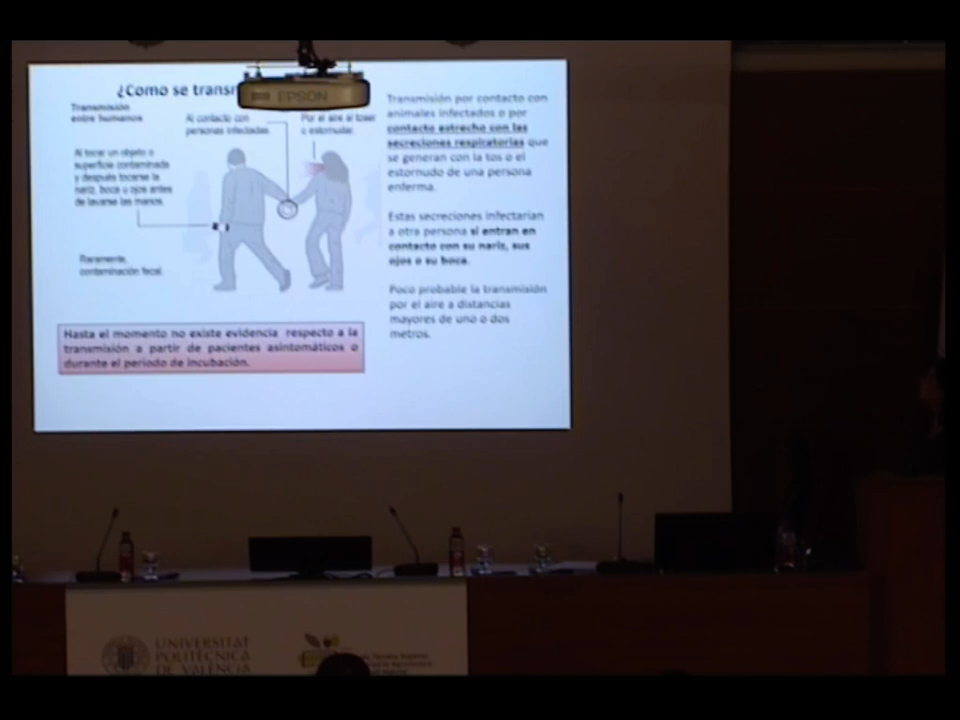 ¿Como se
EPSON
Transmisión
entre humanos
Al contacto con
personas infectadas.
Por el aire al toser
o estornudar.
Al tocar un objeto o
superficie contaminada
y después tocarse la
nariz, boca u ojos antes
de lavarse las manos.
Raramente,
contaminación fecal.
Hasta el momento no existe evidencia respecto a la
transmisión a partir de pacientes asintomáticos o
durante el periodo de incubación.
Transmisión por contacto con
animales infectados o por
contacto estrecho con las
secreciones respiratorias que
se generan con la tos o el
estornudo de una persona
enferma.
Estas secreciones infectarían
a otra persona si entran en
contacto con su nariz, sus
ojos o su boca.
Poco probable la transmisión
por el aire a distancias
mayores de uno o dos
metros.
UNIVERSITAT
POLITÈCNICA
DE VALÈNCIA